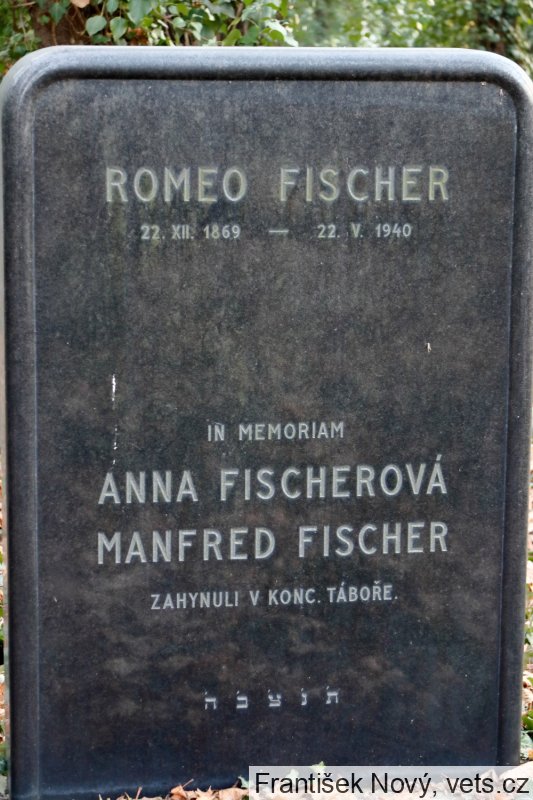 ROMEO FISCHER
22. XII. 1869 — 22. V. 1940
IN MEMORIAM
ANNA FISCHEROVÁ
MANFRED FISCHER
ZAHYNULI V KONC. TÁBOŘE.
ת נ צ ב ה
František Nový, vets.cz